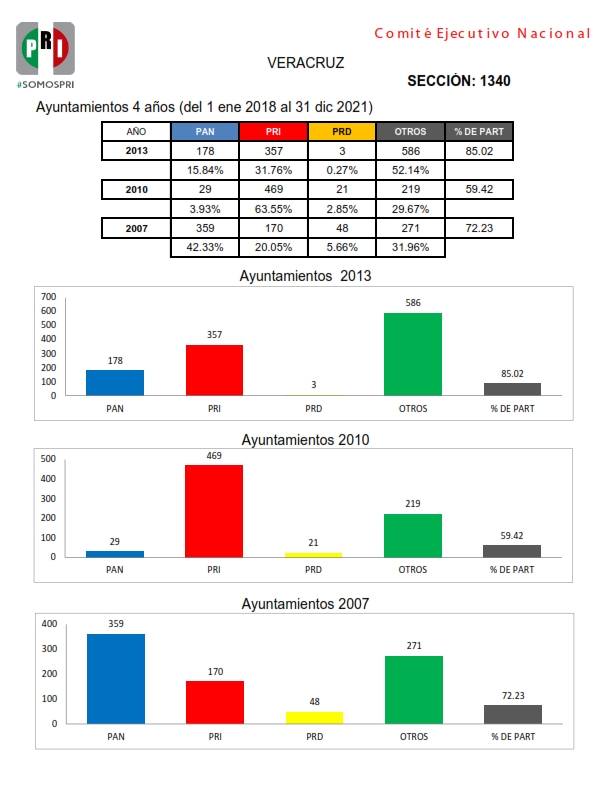 Comité Ejecutivo Nacional
PRI
#SOMOSPRI
VERACRUZ
SECCIÓN: 1340
Ayuntamientos 4 años (del 1 ene 2018 al 31 dic 2021)
AÑO PAN PRI PRD OTROS % DE PART
2013 178 357 3 586 85.02
15.84% 31.76% 0.27% 52.14%
2010 29 469 21 219 59.42
3.93% 63.55% 2.85% 29.67%
2007 359 170 48 271 72.23
42.33% 20.05% 5.66% 31.96%
Ayuntamientos 2013
700
600
500
400
300
200
100
0
178 357 3 586 85.02
PAN PRI PRD OTROS % DE PART
Ayuntamientos 2010
500
400
300
200
100
0
29 469 21 219 59.42
PAN PRI PRD OTROS % DE PART
Ayuntamientos 2007
400
300
200
100
0
359 170 48 271 72.23
PAN PRI PRD OTROS % DE PART